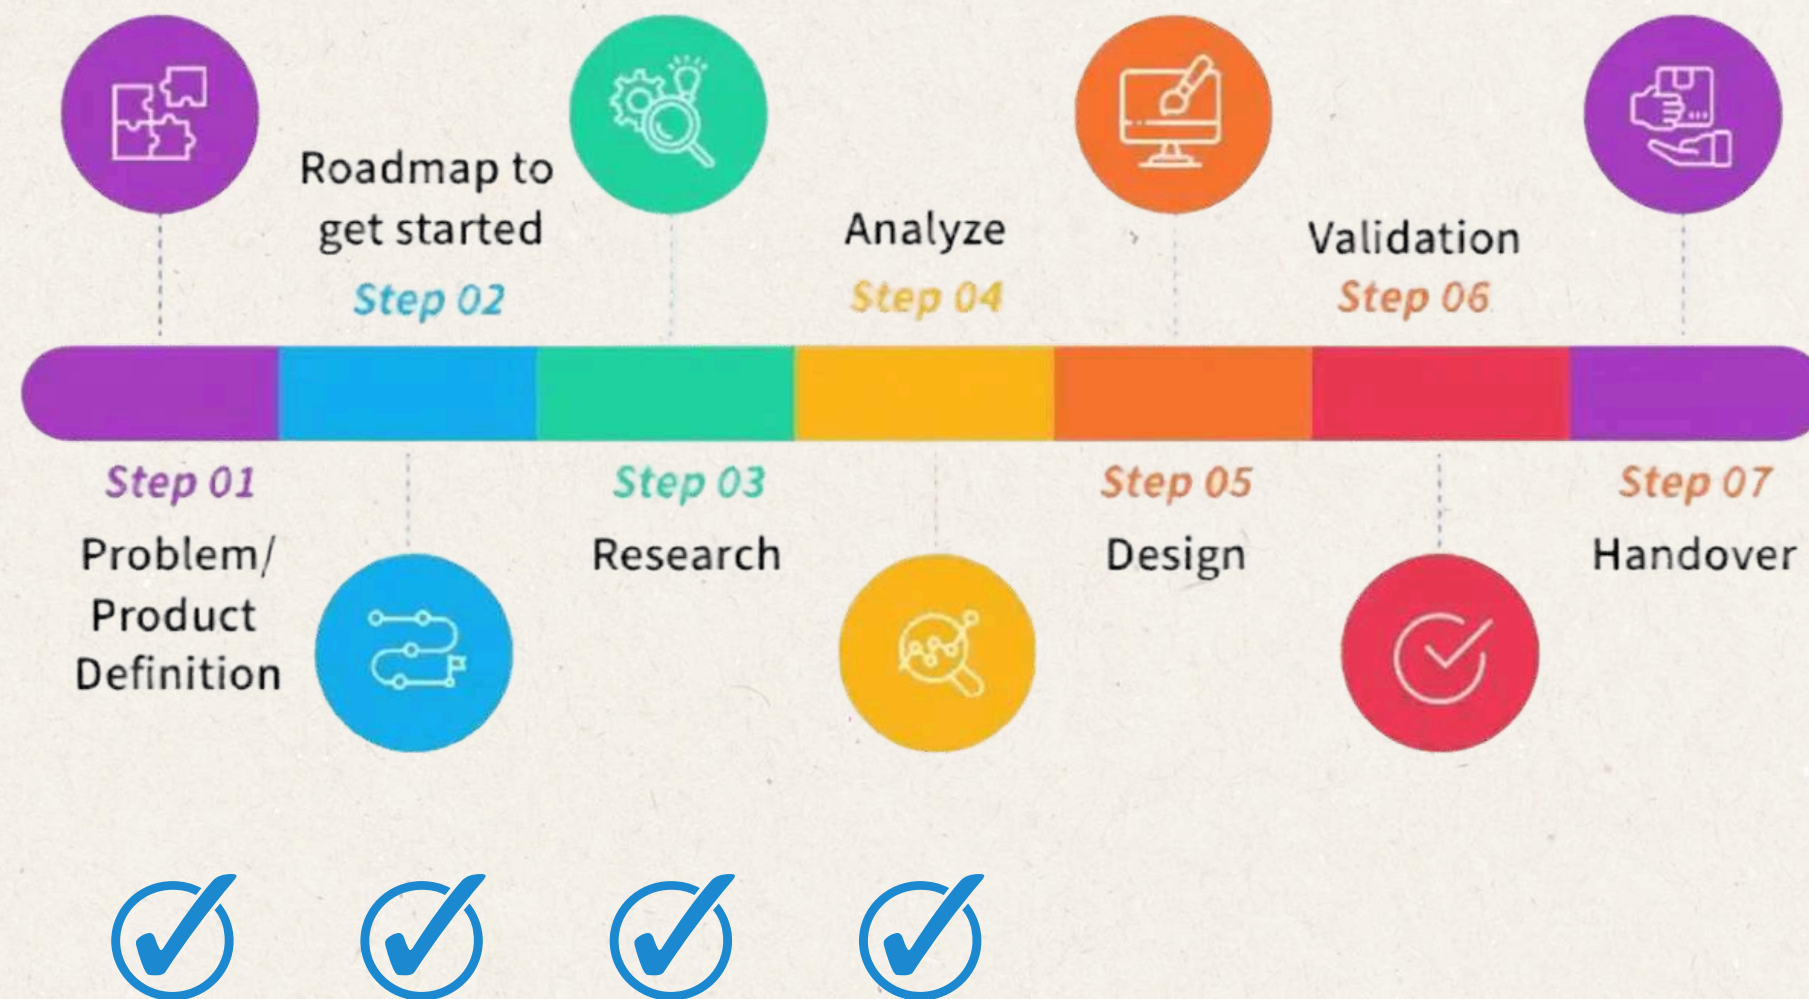 Roadmap to
get started
Step 02
Analyze
Step 04
Validation
Step 06
Step 01
Problem/
Product
Definition
Step 03
Research
Step 05
Design
Step 07
Handover